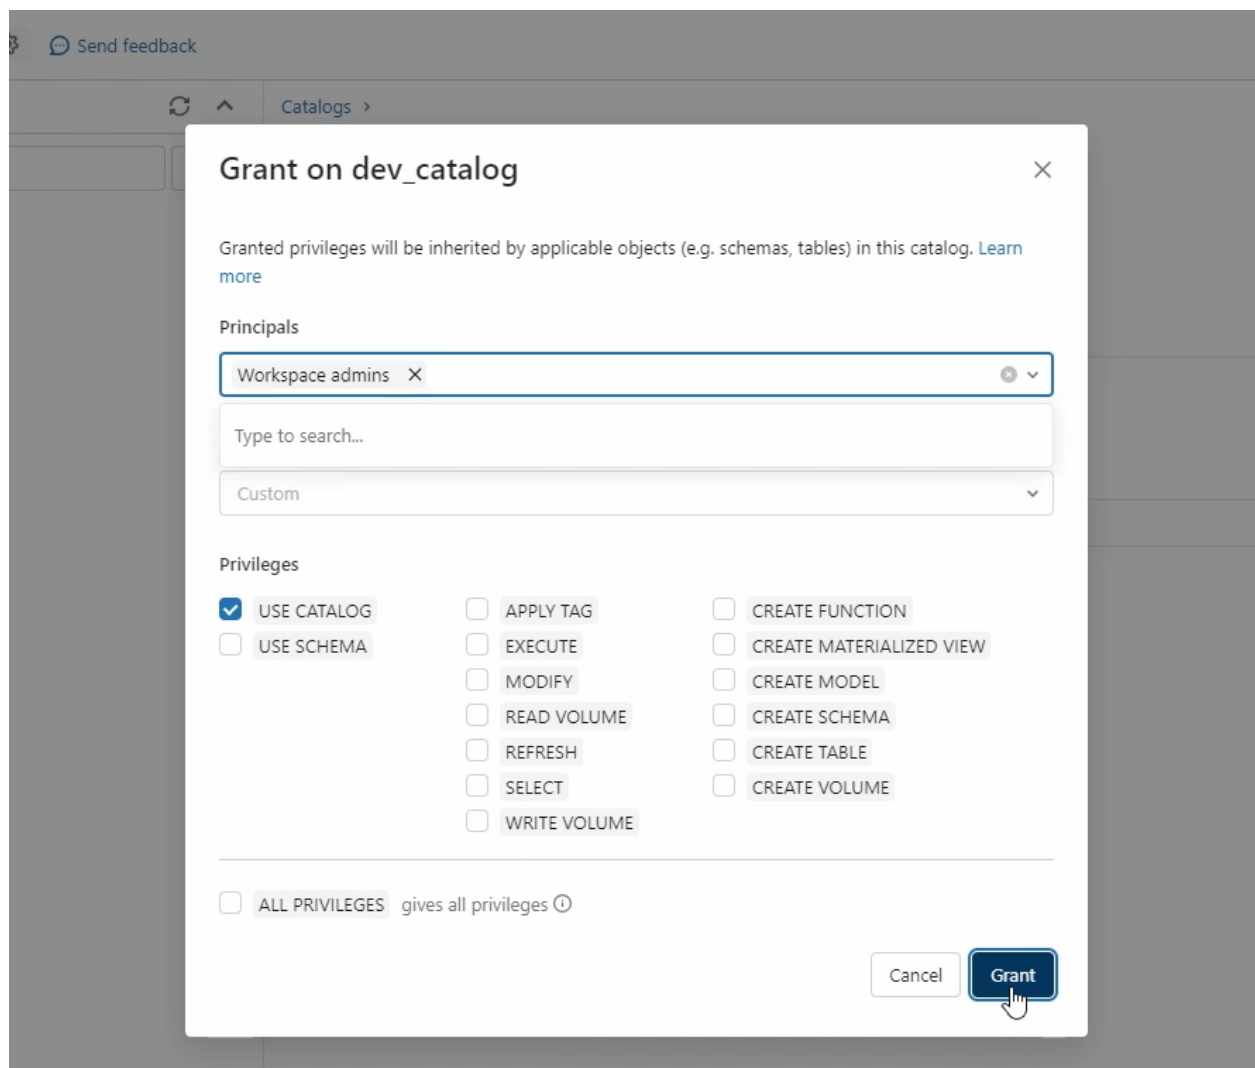 Send feedback
Catalogs >
Grant on dev_catalog
Granted privileges will be inherited by applicable objects (e.g. schemas, tables) in this catalog. Learn
more
Principals
Workspace admins
Type to search...
Custom
Privileges
USE CATALOG
USE SCHEMA
APPLY TAG
EXECUTE
MODIFY
READ VOLUME
REFRESH
SELECT
WRITE VOLUME
CREATE FUNCTION
CREATE MATERIALIZED VIEW
CREATE MODEL
CREATE SCHEMA
CREATE TABLE
CREATE VOLUME
ALL PRIVILEGES gives all privileges
Cancel
Grant